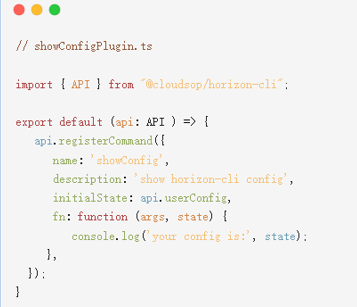 // showConfigPlugin.ts
import { API } from "@cloudsop/horizon-cli";
export default (api: API ) => {
api.registerCommand({
name: 'showConfig',
description: 'show horizon-cli config',
initialState: api.userConfig,
fn: function (args, state) {
console.log('your config is:', state);
},
});
}